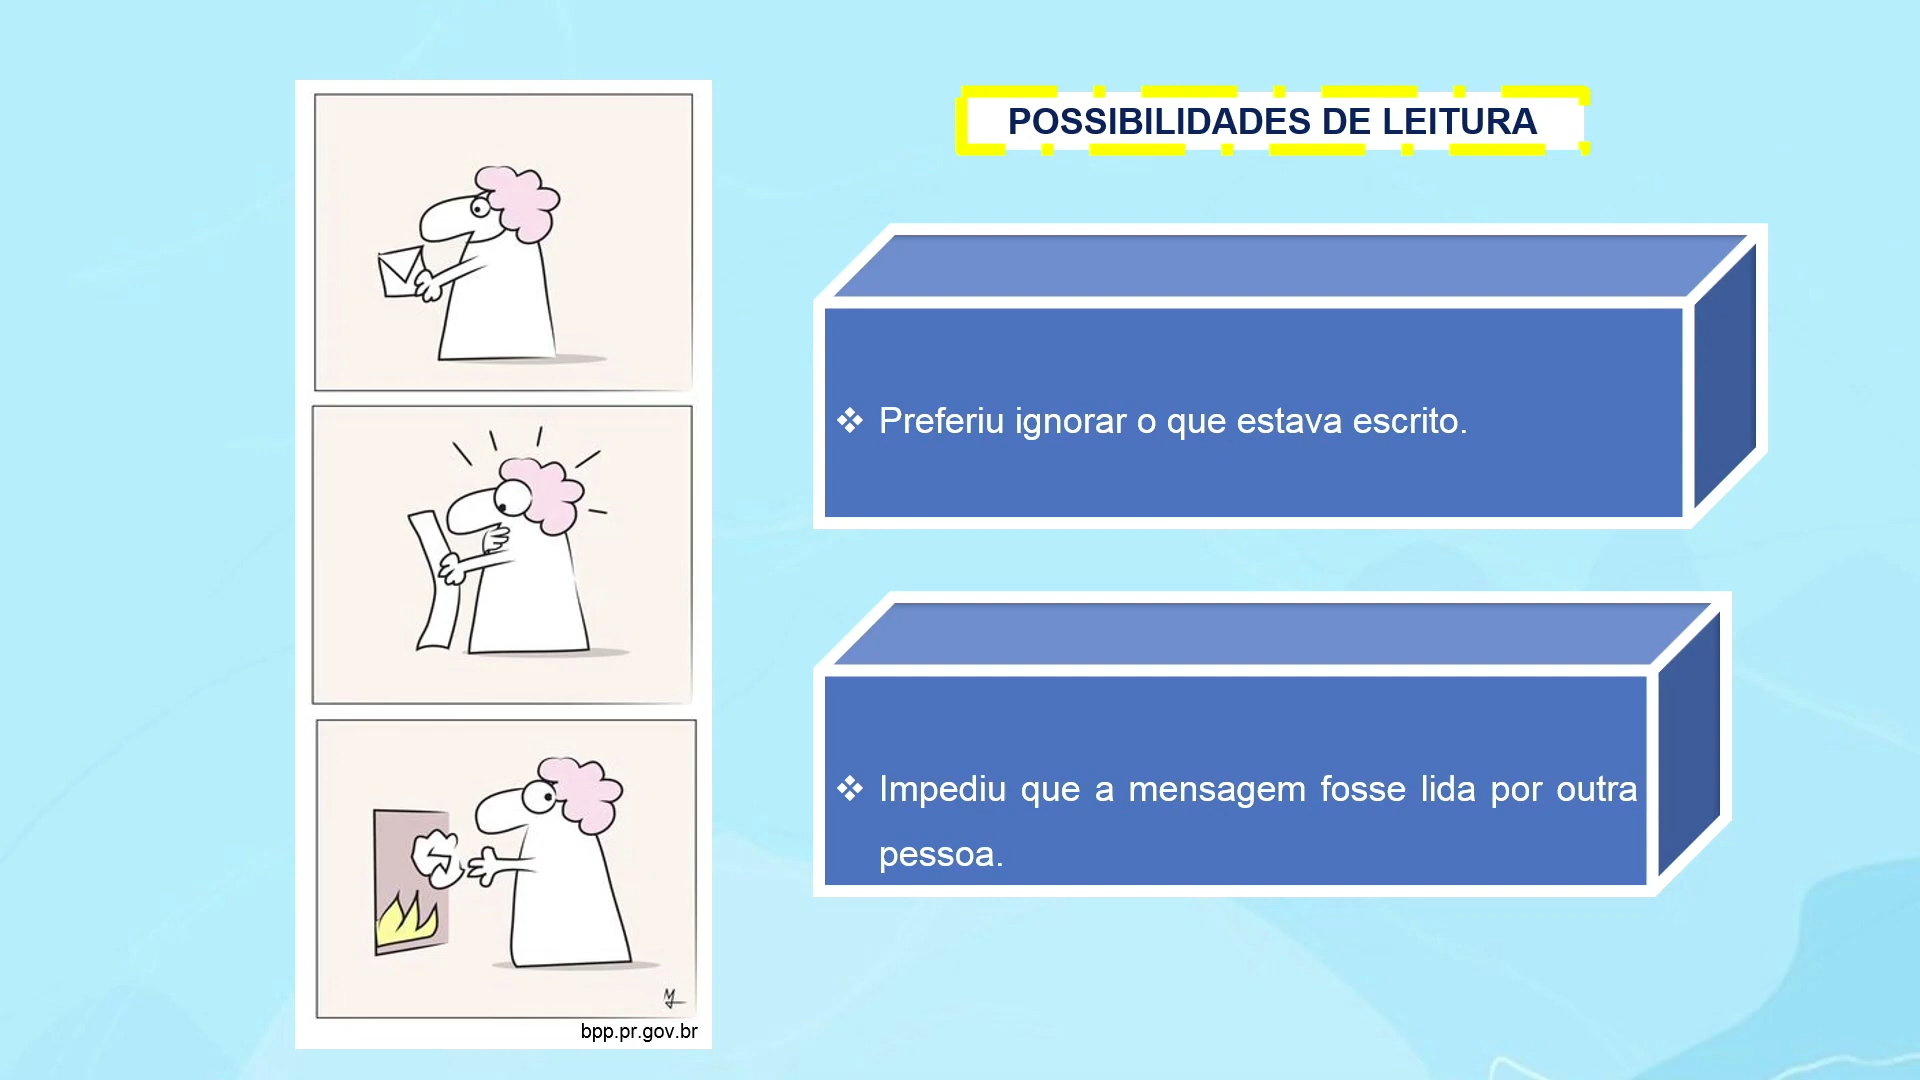 POSSIBILIDADES DE LEITURA
❖ Preferiu ignorar o que estava escrito.
❖ Impediu que a mensagem fosse lida por outra
pessoa.
bpp.pr.gov.br